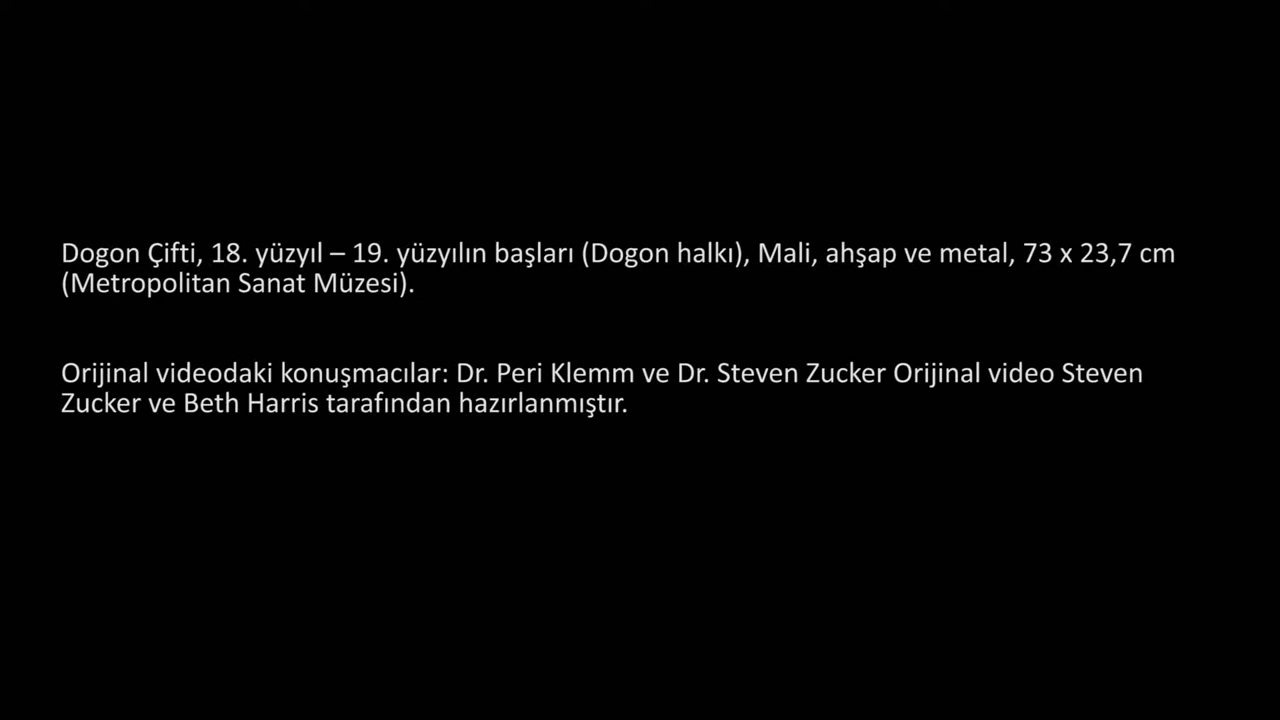 Dogon Çifti, 18. yüzyıl – 19. yüzyılın başları (Dogon halkı), Mali, ahşap ve metal, 73 x 23,7 cm
(Metropolitan Sanat Müzesi).
Orijinal videodaki konuşmacılar: Dr. Peri Klemm ve Dr. Steven Zucker Orijinal video Steven
Zucker ve Beth Harris tarafından hazırlanmıştır.